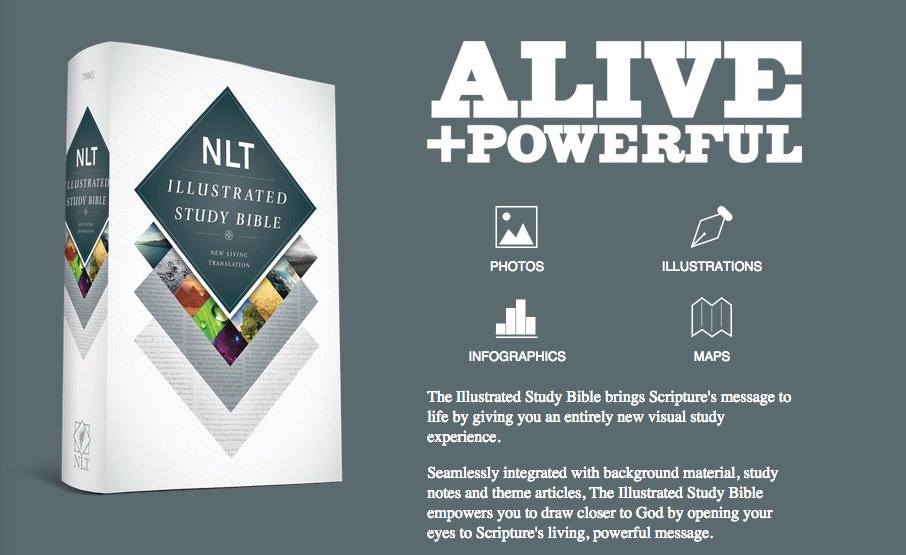 TYNDALE
NLT
ILLUSTRATED
STUDY BIBLE
NEW LIVING
TRANSLATION
NLT
NLT
ILLUSTRATED
STUDY BIBLE
NEW LIVING
TRANSLATION
ALIVE
+POWERFUL
PHOTOS
ILLUSTRATIONS
INFOGRAPHICS
MAPS
The Illustrated Study Bible brings Scripture's message to
life by giving you an entirely new visual study
experience.
Seamlessly integrated with background material, study
notes and theme articles, The Illustrated Study Bible
empowers you to draw closer to God by opening your
eyes to Scripture's living, powerful message.